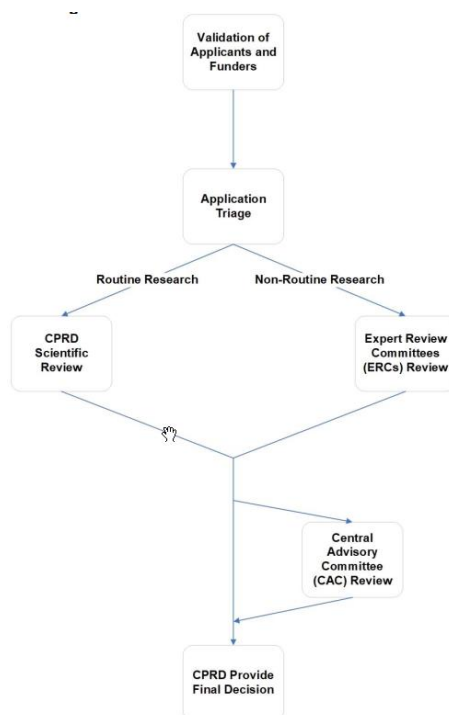 Validation of
Applicants and
Funders
Application
Triage
Routine Research
Non-Routine Research
CPRD
Scientific
Review
Expert Review
Committees
(ERCs) Review
Central
Advisory
Committee
(CAC) Review
CPRD Provide
Final Decision